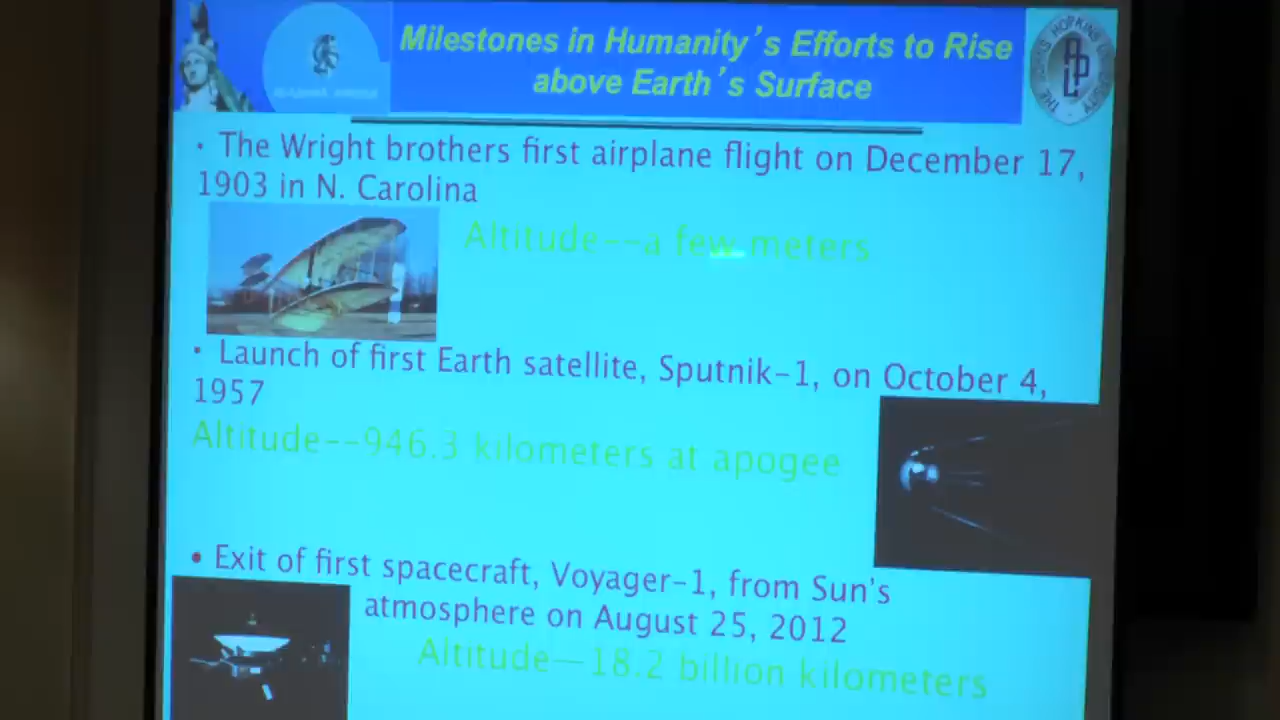 Milestones in Humanity's Efforts to Rise
above Earth's Surface
• The Wright brothers first airplane flight on December 17,
1903 in N. Carolina
Altitude--a few meters
• Launch of first Earth satellite, Sputnik-1, on October 4,
1957
Altitude--946.3 kilometers at apogee
• Exit of first spacecraft, Voyager-1, from Sun's
atmosphere on August 25, 2012
Altitude—18.2 billion kilometers